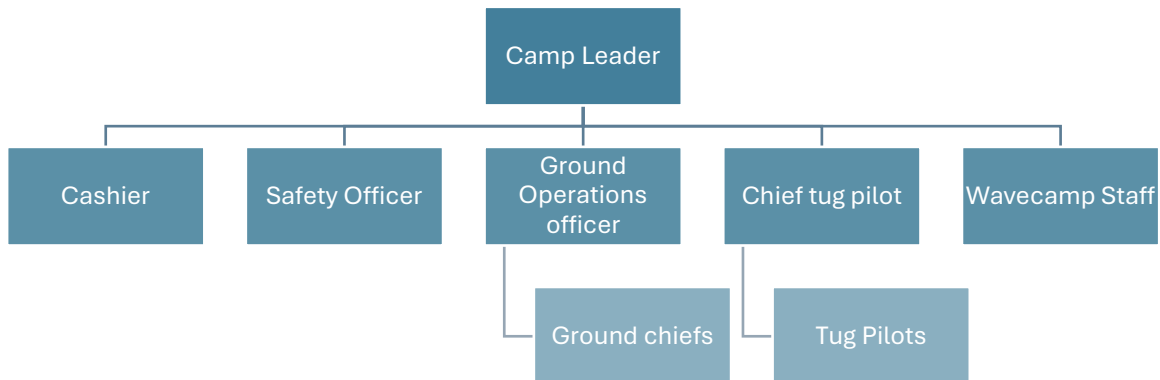 Camp Leader
Cashier
Safety Officer
Ground
Operations
officer
Chief tug pilot
Wavecamp Staff
Ground chiefs
Tug Pilots